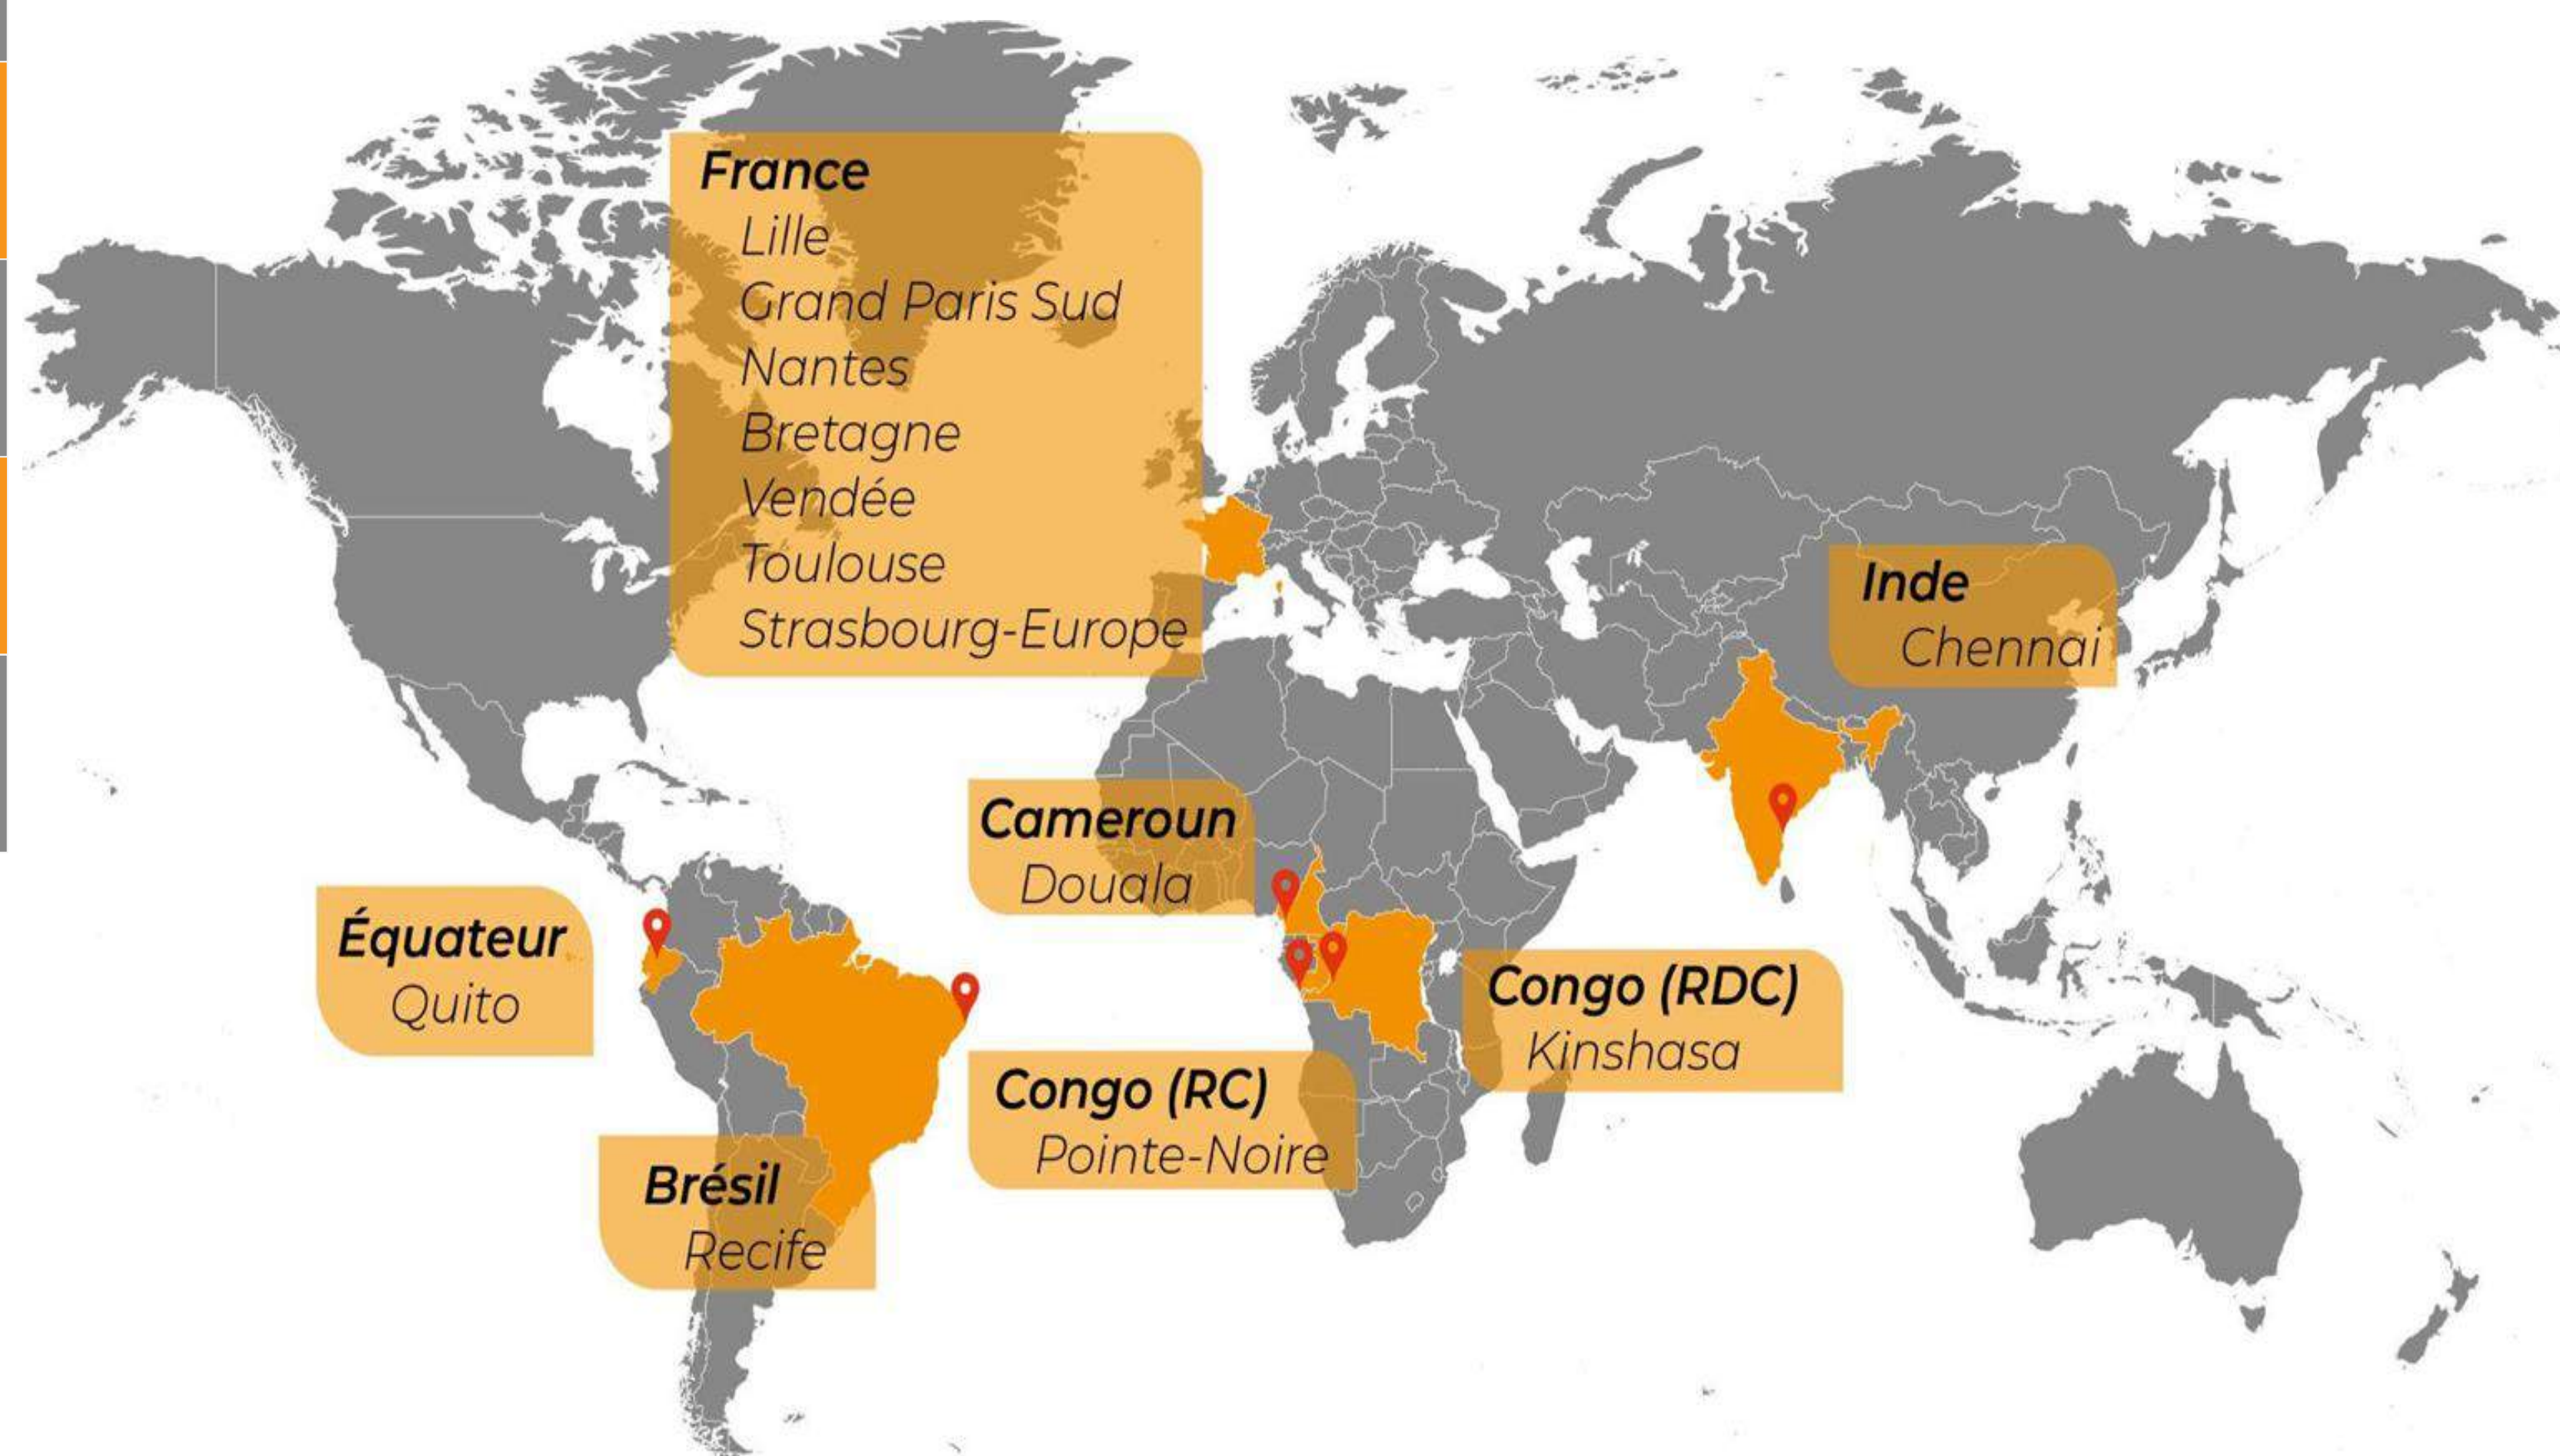 France
Lille
Grand Paris Sud
Nantes
Bretagne
Vendée
Toulouse
Strasbourg-Europe
Inde
Chennai
Cameroun
Douala
Équateur
Quito
Congo (RDC)
Kinshasa
Congo (RC)
Pointe-Noire
Brésil
Recife